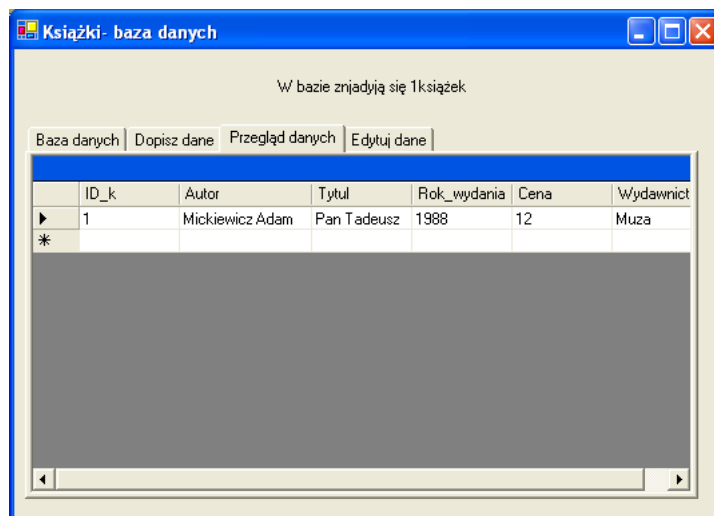 Książki- baza danych
W bazie znjadyją się 1książek
Baza danych Dopisz dane Przegląd danych Edytuj dane
ID_k Autor Tytul Rok_wydania Cena Wydawnict
1 Mickiewicz Adam Pan Tadeusz 1988 12 Muza